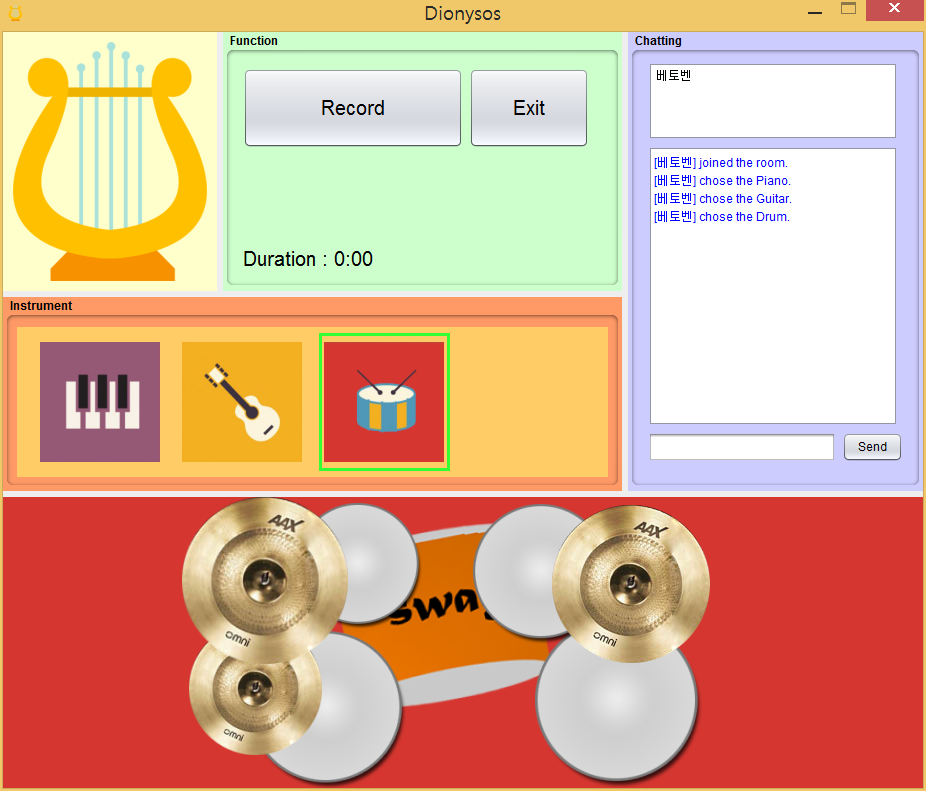 Dionysos
Function
Record
Exit
Duration : 0:00
Chatting
베토벤
[베토벤] joined the room.
[베토벤] chose the Piano.
[베토벤] chose the Guitar.
[베토벤] chose the Drum.
Send
Instrument
AAX
omni
omni
swa
AAX
omni